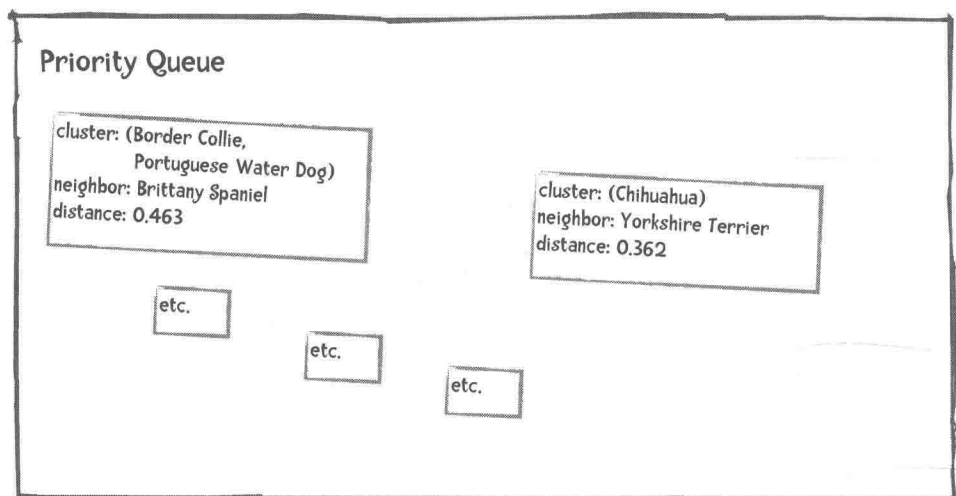 Priority Queue
cluster: (Border Collie,
Portuguese Water Dog)
neighbor: Brittany Spaniel
distance: 0.463
cluster: (Chihuahua)
neighbor: Yorkshire Terrier
distance: 0.362
etc.
etc.
etc.